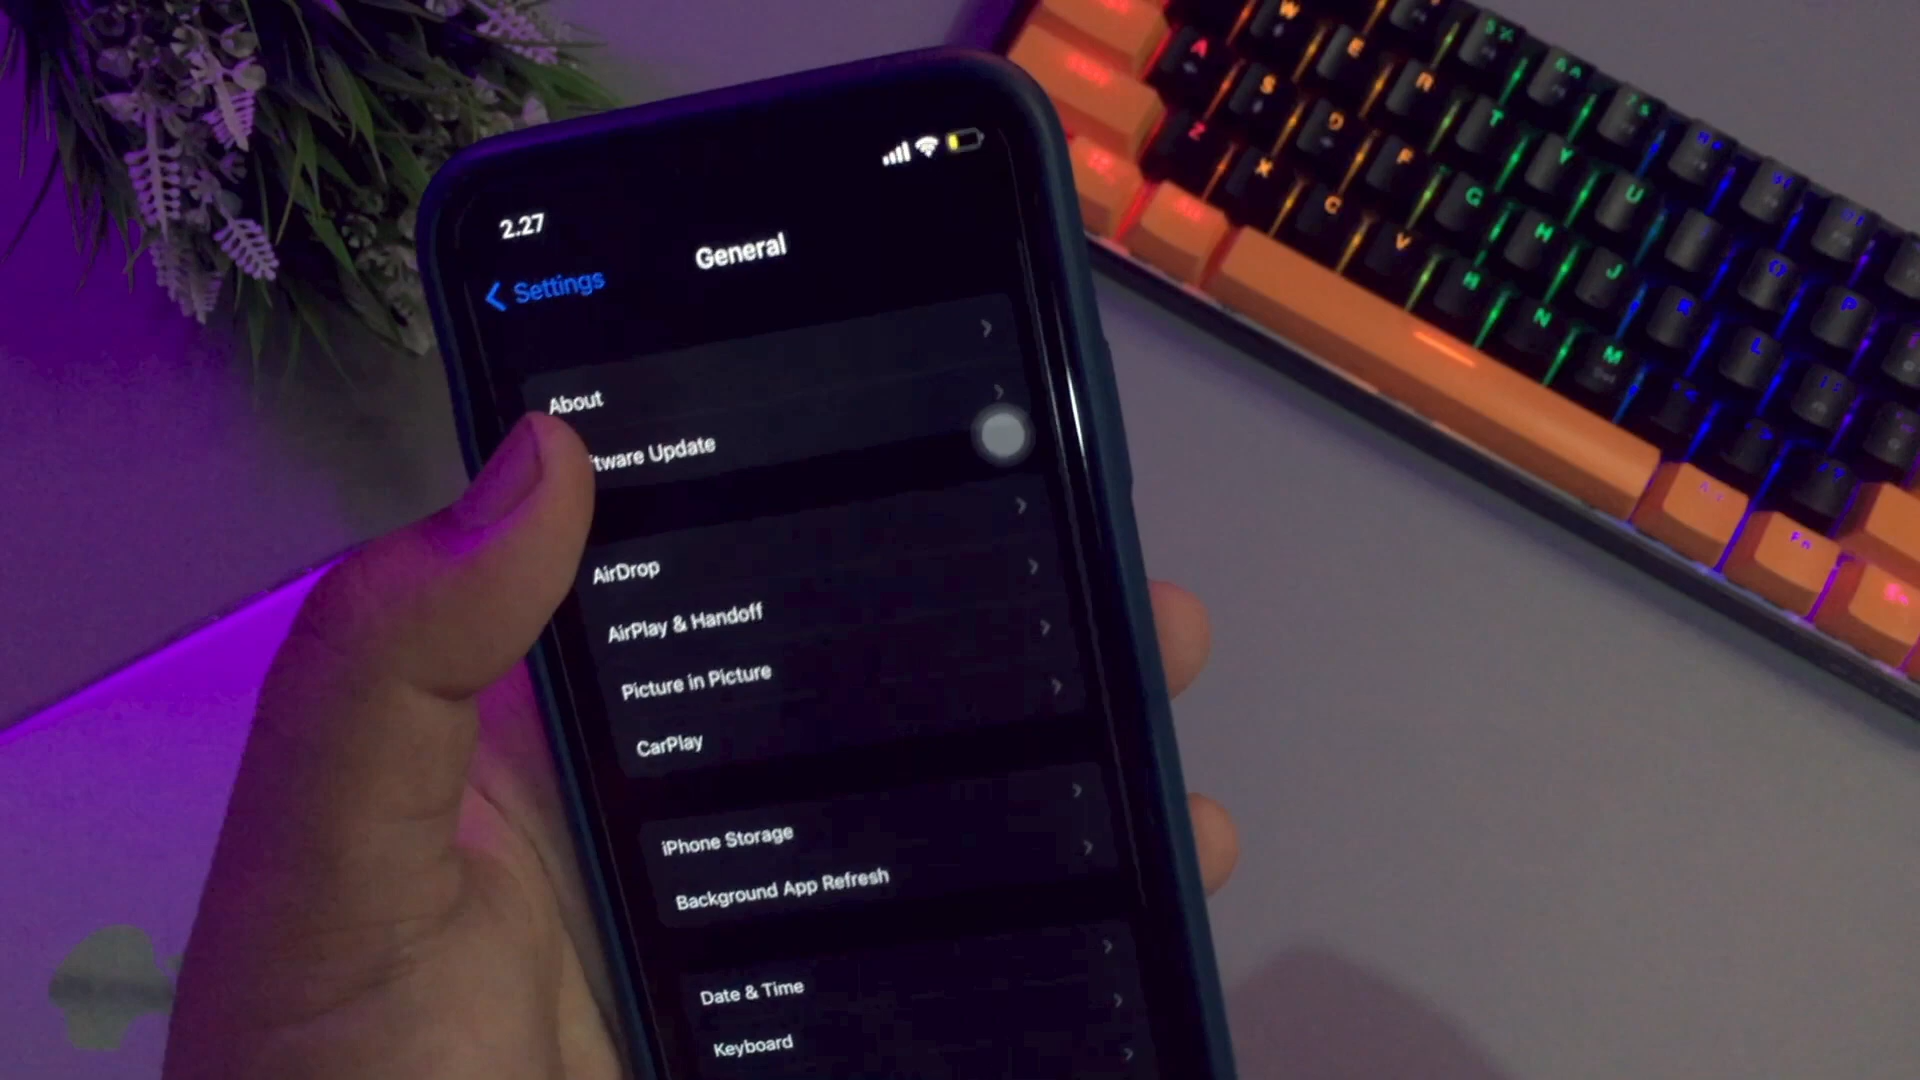 2.27
Settings
General
About
tware Update
AirDrop
AirPlay & Handoff
Picture in Picture
CarPlay
iPhone Storage
Background App Refresh
Date & Time
Keyboard
W E R T Y U
A S D F G H J K L
Z X C V N M
P
Fn